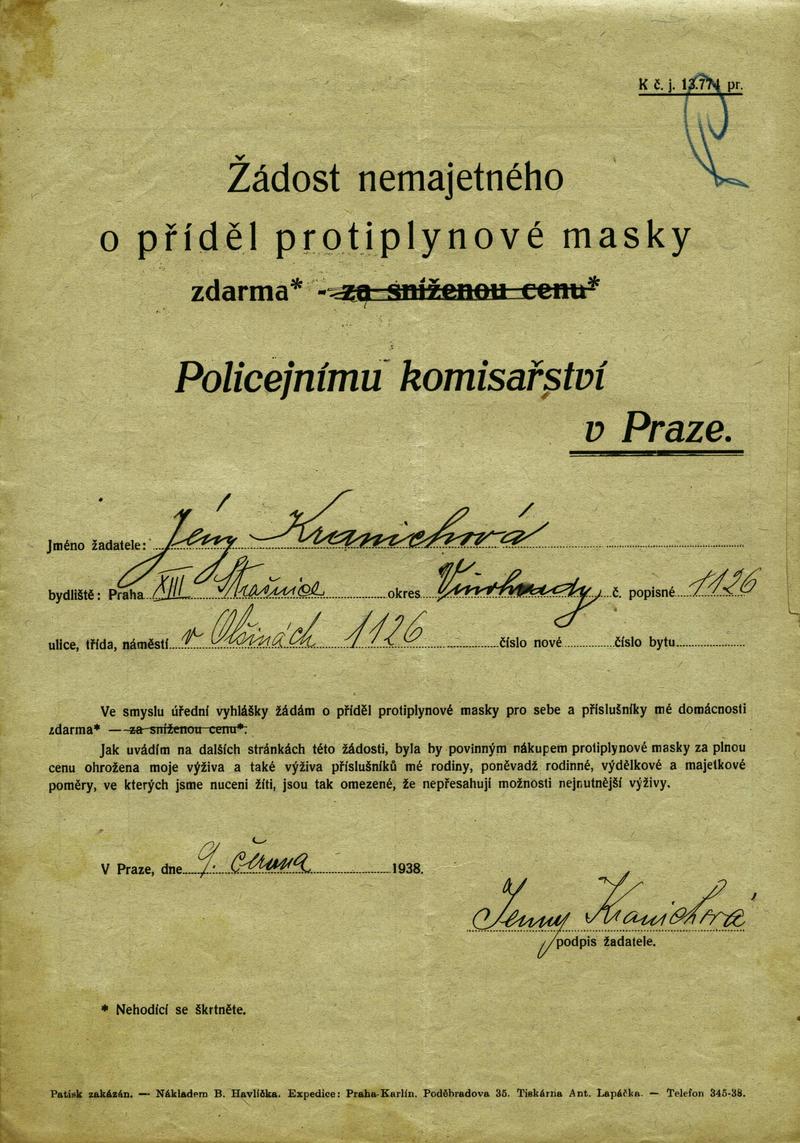 K č. j. 13.774 pr.
Žádost nemajetného
o příděl protiplynové masky
zdarma* - za sníženou cenu*
Policejnímu komisařství
v Praze.
Jméno žadatele: Jény Kranichová
bydliště: Praha XIII Strašnice okres Vinohrady č. popisné 1126
ulice, třída, náměstí v Olšinách 1126 číslo nové číslo bytu
Ve smyslu úřední vyhlášky žádám o příděl protiplynové masky pro sebe a příslušníky mé domácnosti
zdarma* — za sníženou cenu*:
Jak uvádím na dalších stránkách této žádosti, byla by povinným nákupem protiplynové masky za plnou
cenu ohrožena moje výživa a také výživa příslušníků mé rodiny, poněvadž rodinné, výdělkové a majetkové
poměry, ve kterých jsme nuceni žíti, jsou tak omezené, že nepřesahují možnosti nejnutnější výživy.
V Praze, dne 9. června 1938.
Jenny Kranichová
podpis žadatele.
* Nehodící se škrtněte.
Patisk zakázán. — Nákladem B. Havlíčka. Expedice: Praha-Karlín. Poděbradova 35. Tiskárna Ant. Lapáčka. — Telefon 345-38.